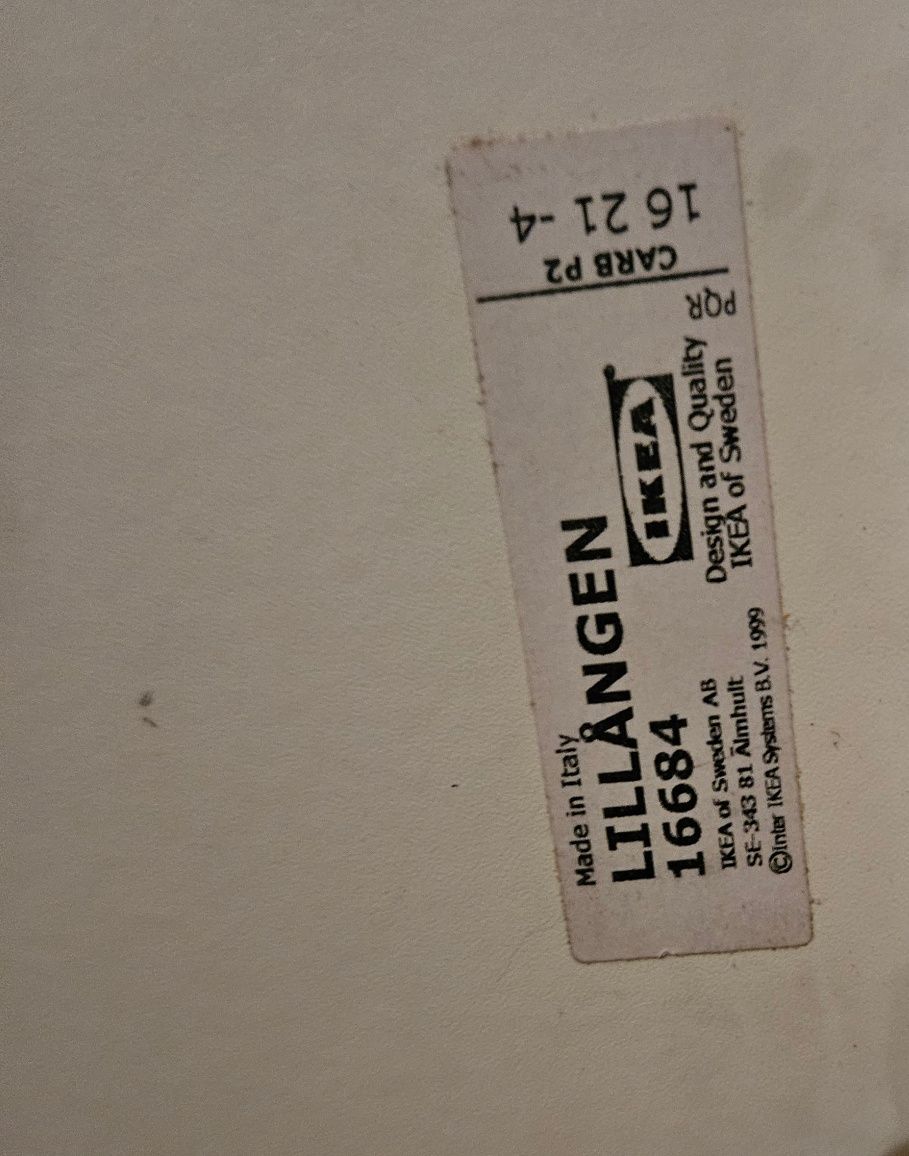 Made in Italy
LILLÅNGEN
16684
IKEA of Sweden AB
SE-343 81 Älmhult
©Inter IKEA Systems B.V. 1999
IKEA®
Design and Quality
IKEA of Sweden
PQR
CARB P2
16 21 -4